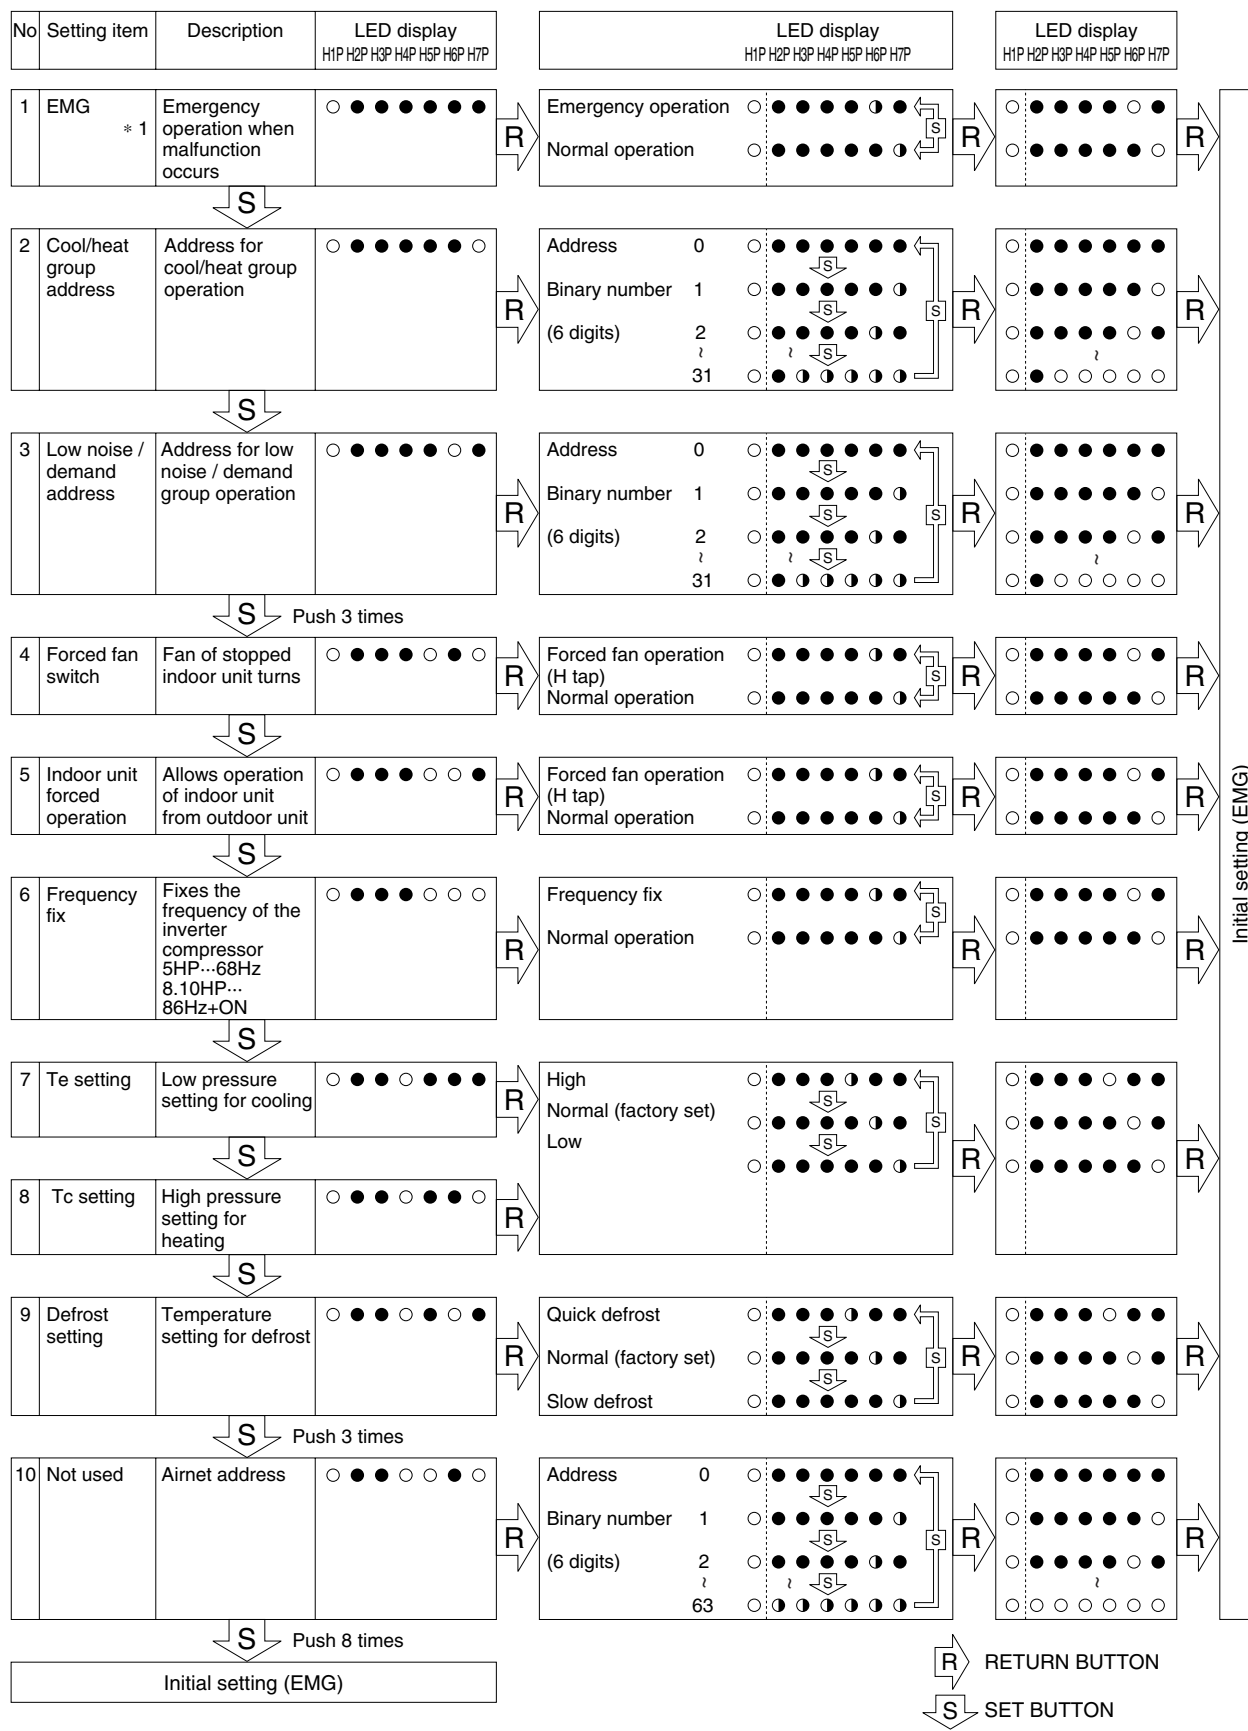 No Setting item Description LED display LED display LED display
H1P H2P H3P H4P H5P H6P H7P H1P H2P H3P H4P H5P H6P H7P H1P H2P H3P H4P H5P H6P H7P
1 EMG Emergency Emergency operation
* 1 operation when S
malfunction R Normal operation R R
occurs
S
2 Cool/heat Address for Address 0
group cool/heat group S
address operation Binary number 1
R S S R R
(6 digits) 2
~ ~ S ~
31
S
3 Low noise / Address for low Address 0
demand noise / demand S
address group operation Binary number 1
R S S R R
(6 digits) 2
~ ~ S ~
31
S Push 3 times
4 Forced fan Fan of stopped Forced fan operation
switch indoor unit turns R (H tap) S R R
Normal operation
S
5 Indoor unit Allows operation Forced fan operation
forced of indoor unit R (H tap) S R R
operation from outdoor unit Normal operation
S
6 Frequency Fixes the Frequency fix
fix frequency of the S
inverter Normal operation
compressor R R R
5HP···68Hz
8.10HP···
86Hz+ON
S
7 Te setting Low pressure High
setting for cooling R S
Normal (factory set) S
Low S
S R R
8 Tc setting High pressure
setting for R
heating
S
9 Defrost Temperature Quick defrost
setting setting for defrost S
R Normal (factory set) S R R
S
Slow defrost
S Push 3 times
10 Not used Airnet address Address 0
S
Binary number 1
R S S R R
(6 digits) 2
~ ~ S ~
63
S Push 8 times
Initial setting (EMG)
Initial setting (EMG)
R RETURN BUTTON
S SET BUTTON